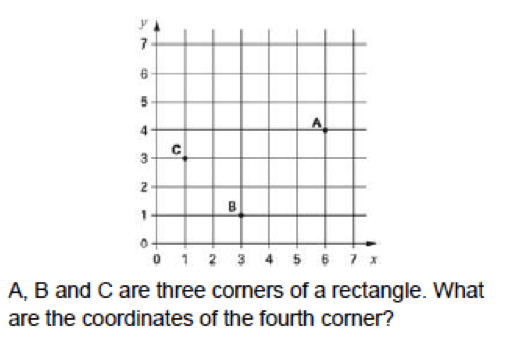 y
7
6
5
4 A
3 C
2
1 B
0
0 1 2 3 4 5 6 7 x
A, B and C are three corners of a rectangle. What
are the coordinates of the fourth corner?